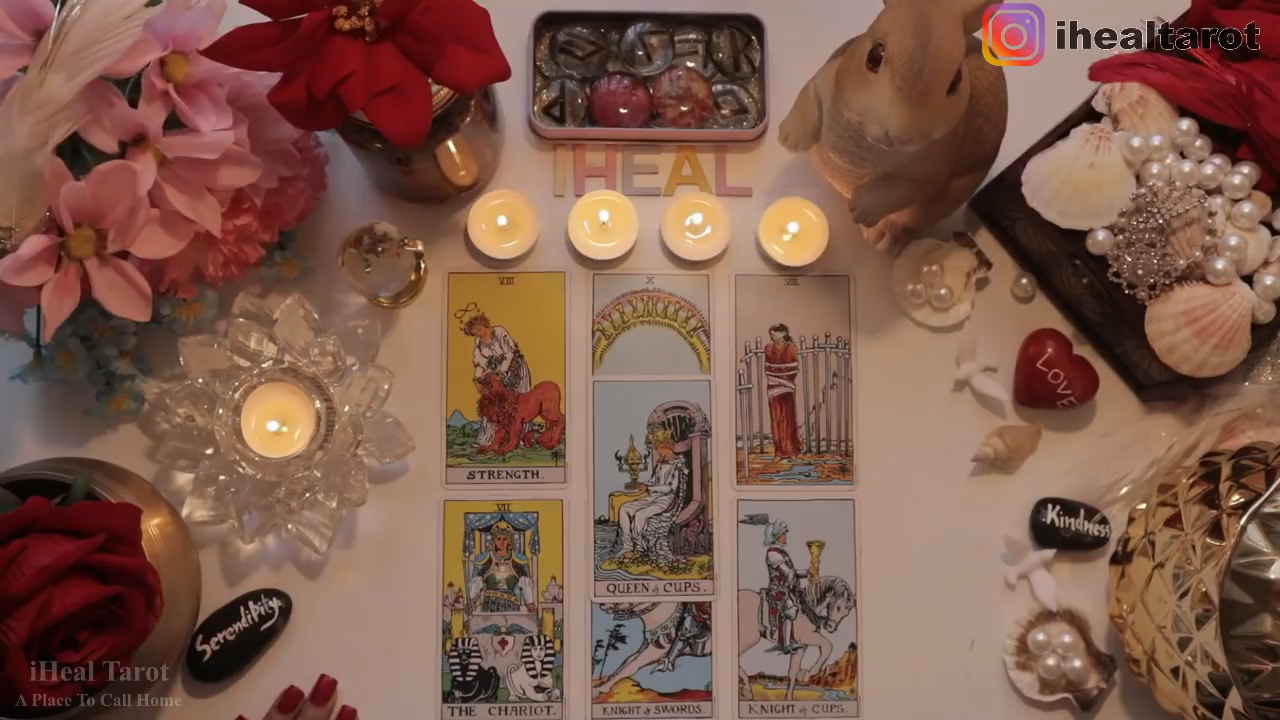 ihealtarot
IHEAL
VIII
STRENGTH.
X
VII
THE CHARIOT.
QUEEN of CUPS.
KNIGHT of SWORDS.
KNIGHT of CUPS.
LOVE
Kindness
Serendipity
iHeal Tarot
A Place To Call Home